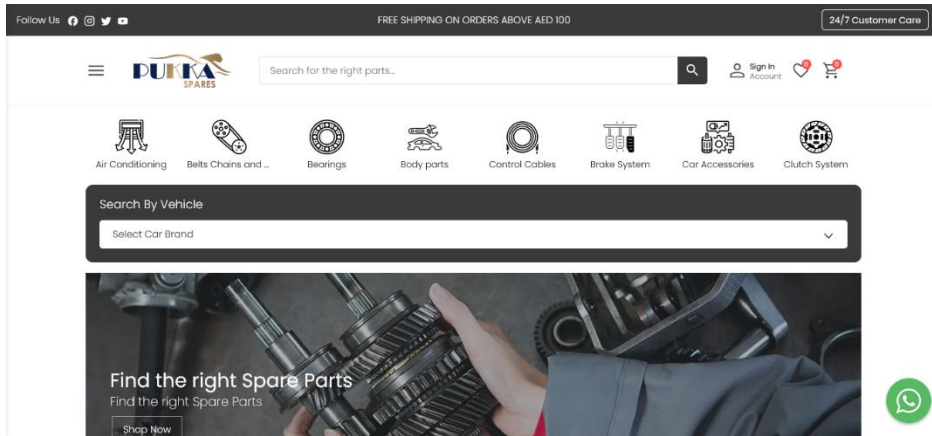 Follow Us
FREE SHIPPING ON ORDERS ABOVE AED 100
24/7 Customer Care
PUKKA
SPARES
Search for the right parts...
Sign In
Account
0
0
Air Conditioning
Belts Chains and ...
Bearings
Body parts
Control Cables
Brake System
Car Accessories
Clutch System
Search By Vehicle
Select Car Brand
Find the right Spare Parts
Find the right Spare Parts
Shop Now